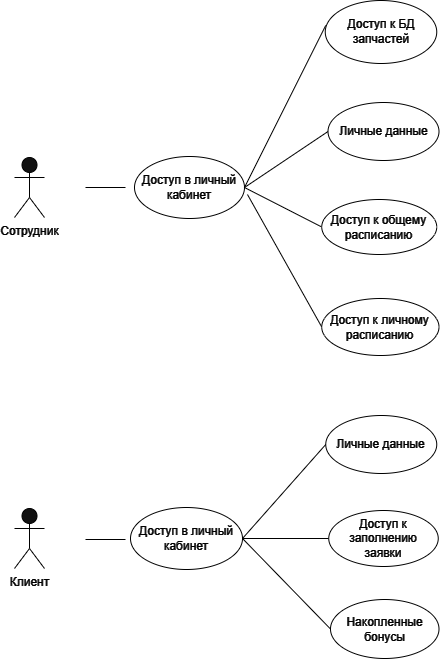 Доступ к БД
запчастей
Личные данные
Доступ в личный
кабинет
Сотрудник
Доступ к общему
расписанию
Доступ к личному
расписанию
Личные данные
Доступ в личный
кабинет
Доступ к
заполнению
заявки
Клиент
Накопленные
бонусы